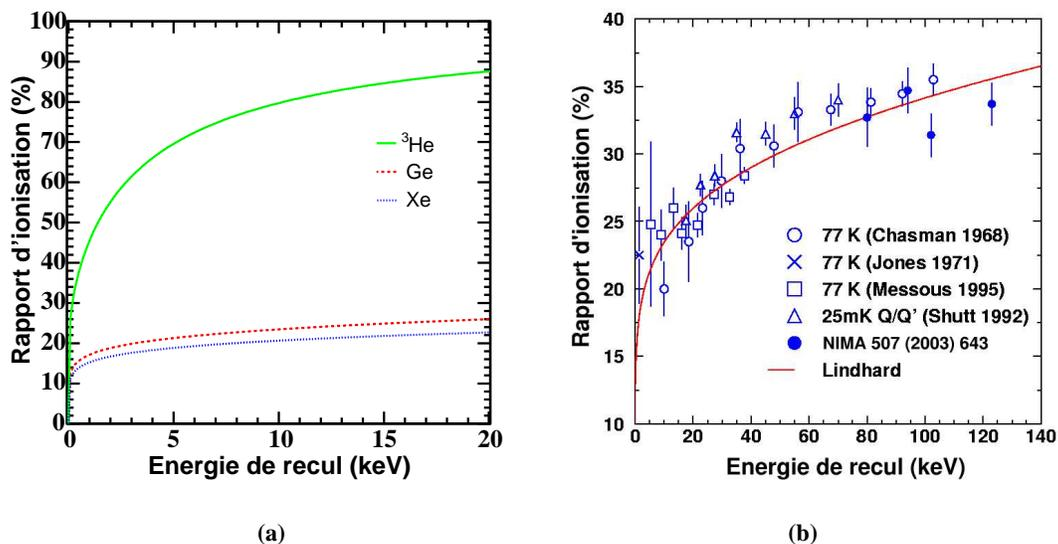 100
90
80
70
60
50
40
30
20
10
0
Rapport d'ionisation (%)
³He
Ge
Xe
0 5 10 15 20
Energie de recul (keV)
(a)
40
35
30
25
20
15
10
Rapport d'ionisation (%)
77 K (Chasman 1968)
77 K (Jones 1971)
77 K (Messous 1995)
25mK Q/Q' (Shutt 1992)
NIMA 507 (2003) 643
Lindhard
0 20 40 60 80 100 120 140
Energie de recul (keV)
(b)